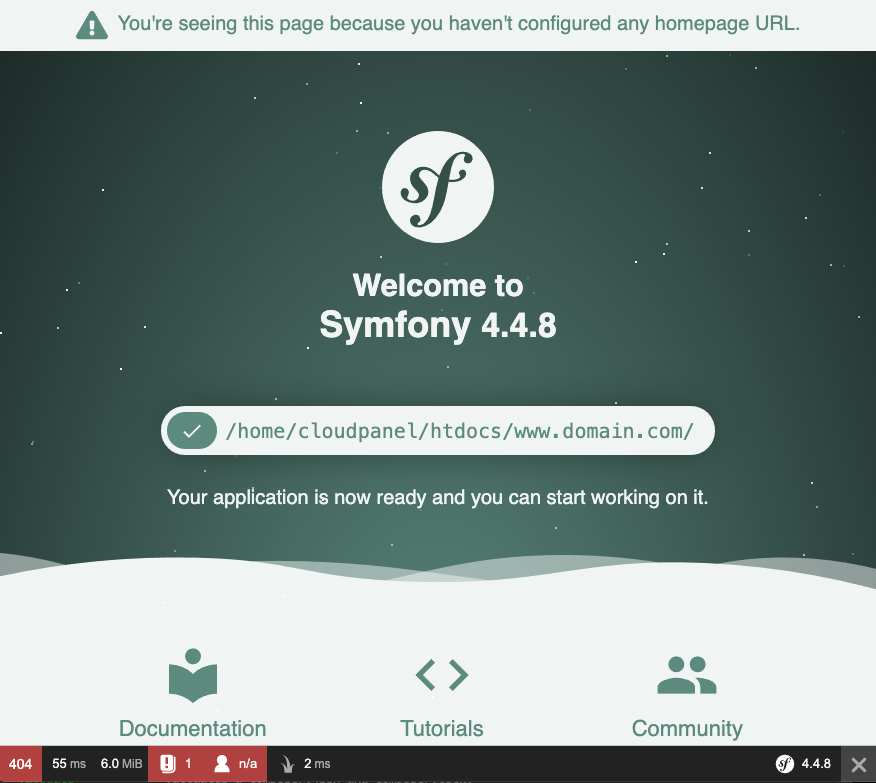 You're seeing this page because you haven't configured any homepage URL.
sf
Welcome to
Symfony 4.4.8
/home/cloudpanel/htdocs/www.domain.com/
Your application is now ready and you can start working on it.
Documentation
Tutorials
Community
404 55 ms 6.0 MiB 1 n/a 2 ms sf 4.4.8